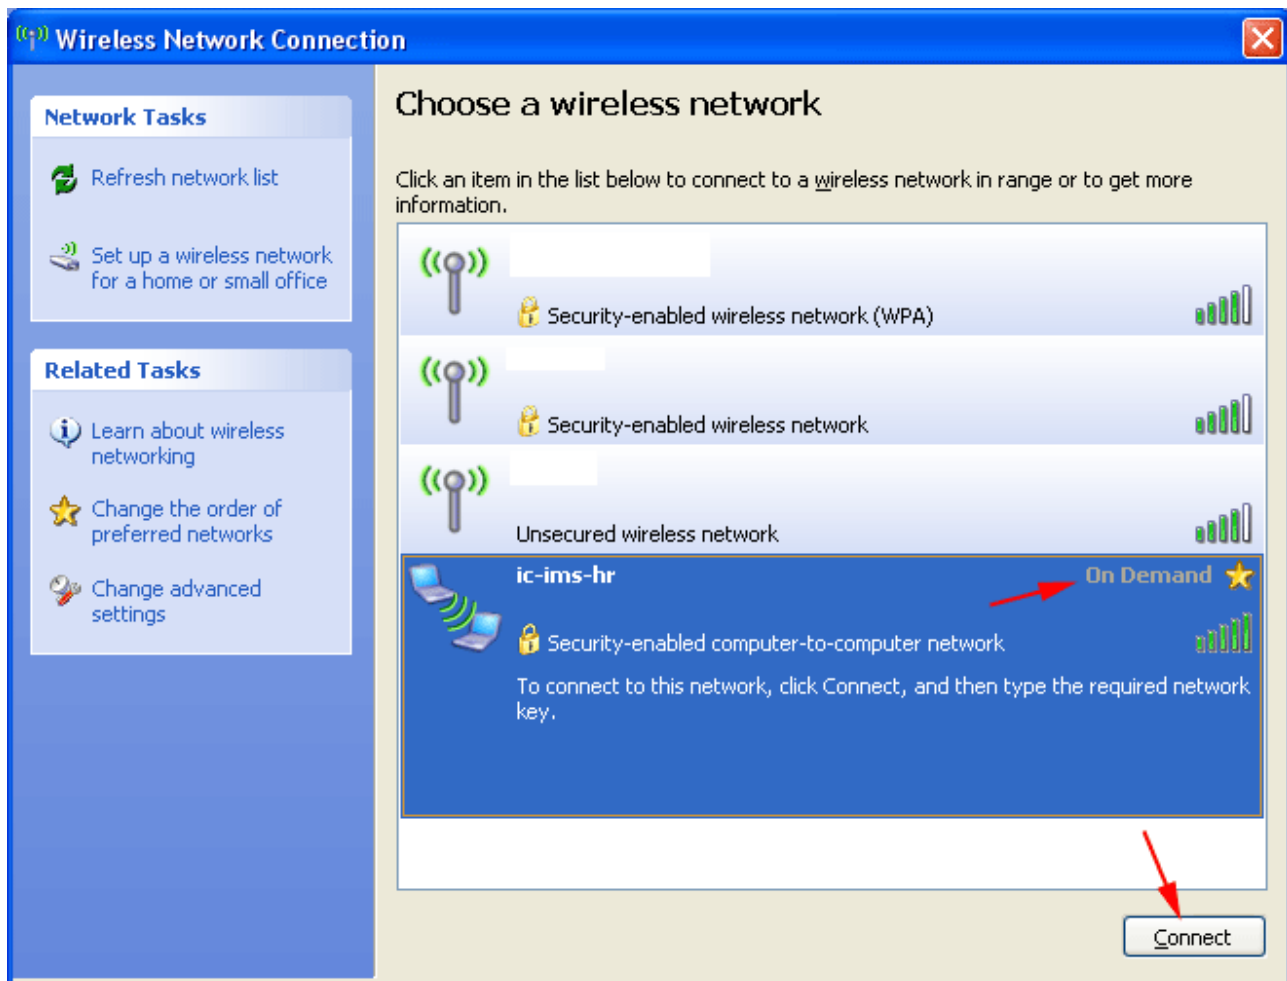 Wireless Network Connection
Network Tasks
Refresh network list
Set up a wireless network
for a home or small office
Related Tasks
Learn about wireless
networking
Change the order of
preferred networks
Change advanced
settings
Choose a wireless network
Click an item in the list below to connect to a wireless network in range or to get more
information.
Security-enabled wireless network (WPA)
Security-enabled wireless network
Unsecured wireless network
ic-ims-hr On Demand
Security-enabled computer-to-computer network
To connect to this network, click Connect, and then type the required network
key.
Connect